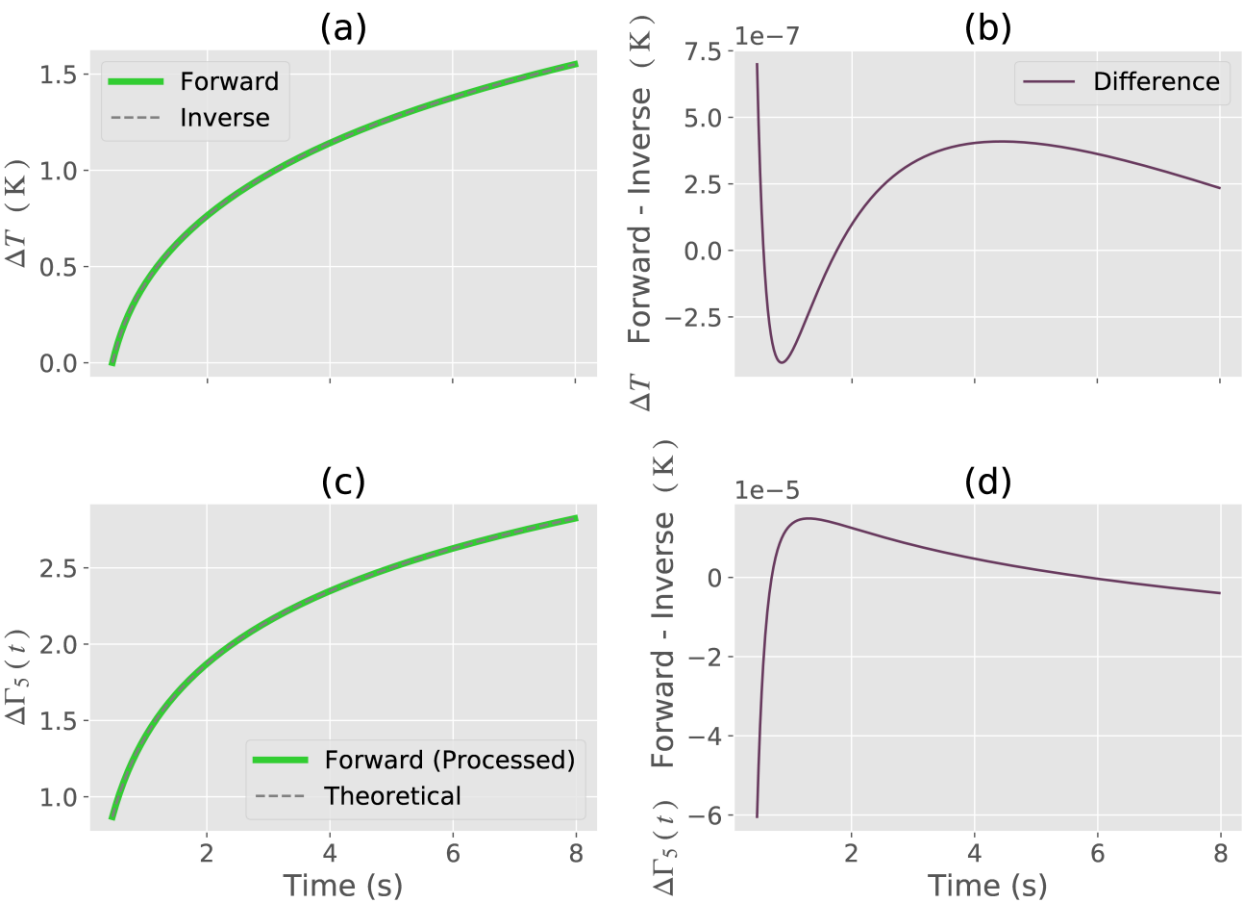 (a)
ΔT (K)
1.5
1.0
0.5
0.0
Forward
Inverse
(b)
1e−7
ΔT Forward - Inverse (K)
7.5
5.0
2.5
0.0
−2.5
Difference
(c)
ΔΓ₅(t)
2.5
2.0
1.5
1.0
Forward (Processed)
Theoretical
2 4 6 8
Time (s)
(d)
1e−5
ΔΓ₅(t) Forward - Inverse (K)
0
−2
−4
−6
2 4 6 8
Time (s)